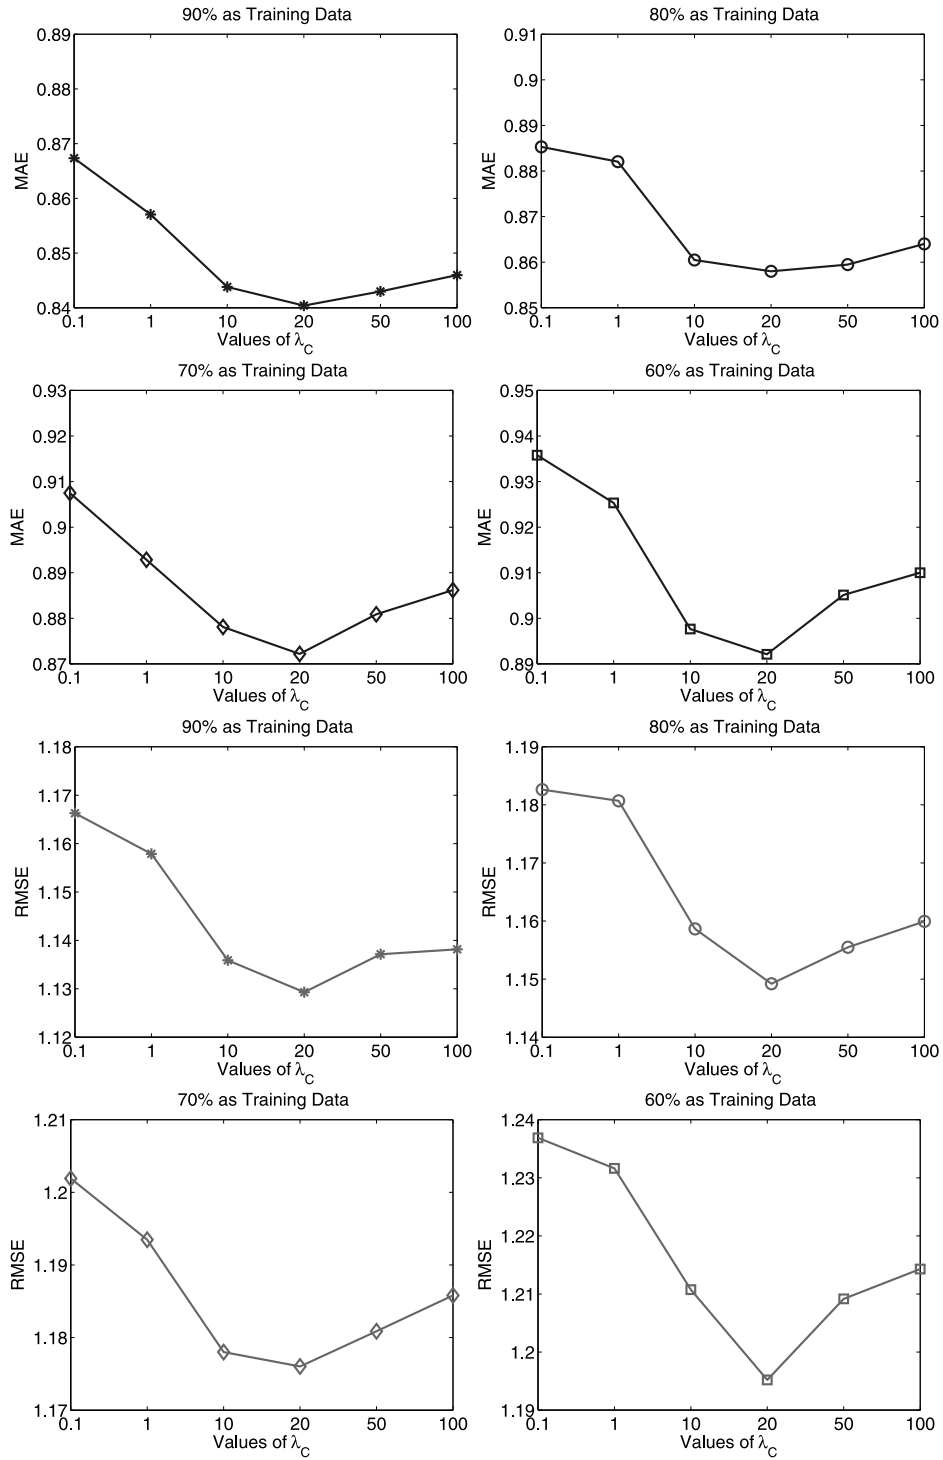 90% as Training Data
0.89
0.88
0.87
0.86
0.85
0.84
MAE
0.1 1 10 20 50 100
Values of λC
80% as Training Data
0.91
0.9
0.89
0.88
0.87
0.86
0.85
MAE
0.1 1 10 20 50 100
Values of λC
70% as Training Data
0.93
0.92
0.91
0.9
0.89
0.88
0.87
MAE
0.1 1 10 20 50 100
Values of λC
60% as Training Data
0.95
0.94
0.93
0.92
0.91
0.9
0.89
MAE
0.1 1 10 20 50 100
Values of λC
90% as Training Data
1.18
1.17
1.16
1.15
1.14
1.13
1.12
RMSE
0.1 1 10 20 50 100
Values of λC
80% as Training Data
1.19
1.18
1.17
1.16
1.15
1.14
RMSE
0.1 1 10 20 50 100
Values of λC
70% as Training Data
1.21
1.2
1.19
1.18
1.17
RMSE
0.1 1 10 20 50 100
Values of λC
60% as Training Data
1.24
1.23
1.22
1.21
1.2
1.19
RMSE
0.1 1 10 20 50 100
Values of λC